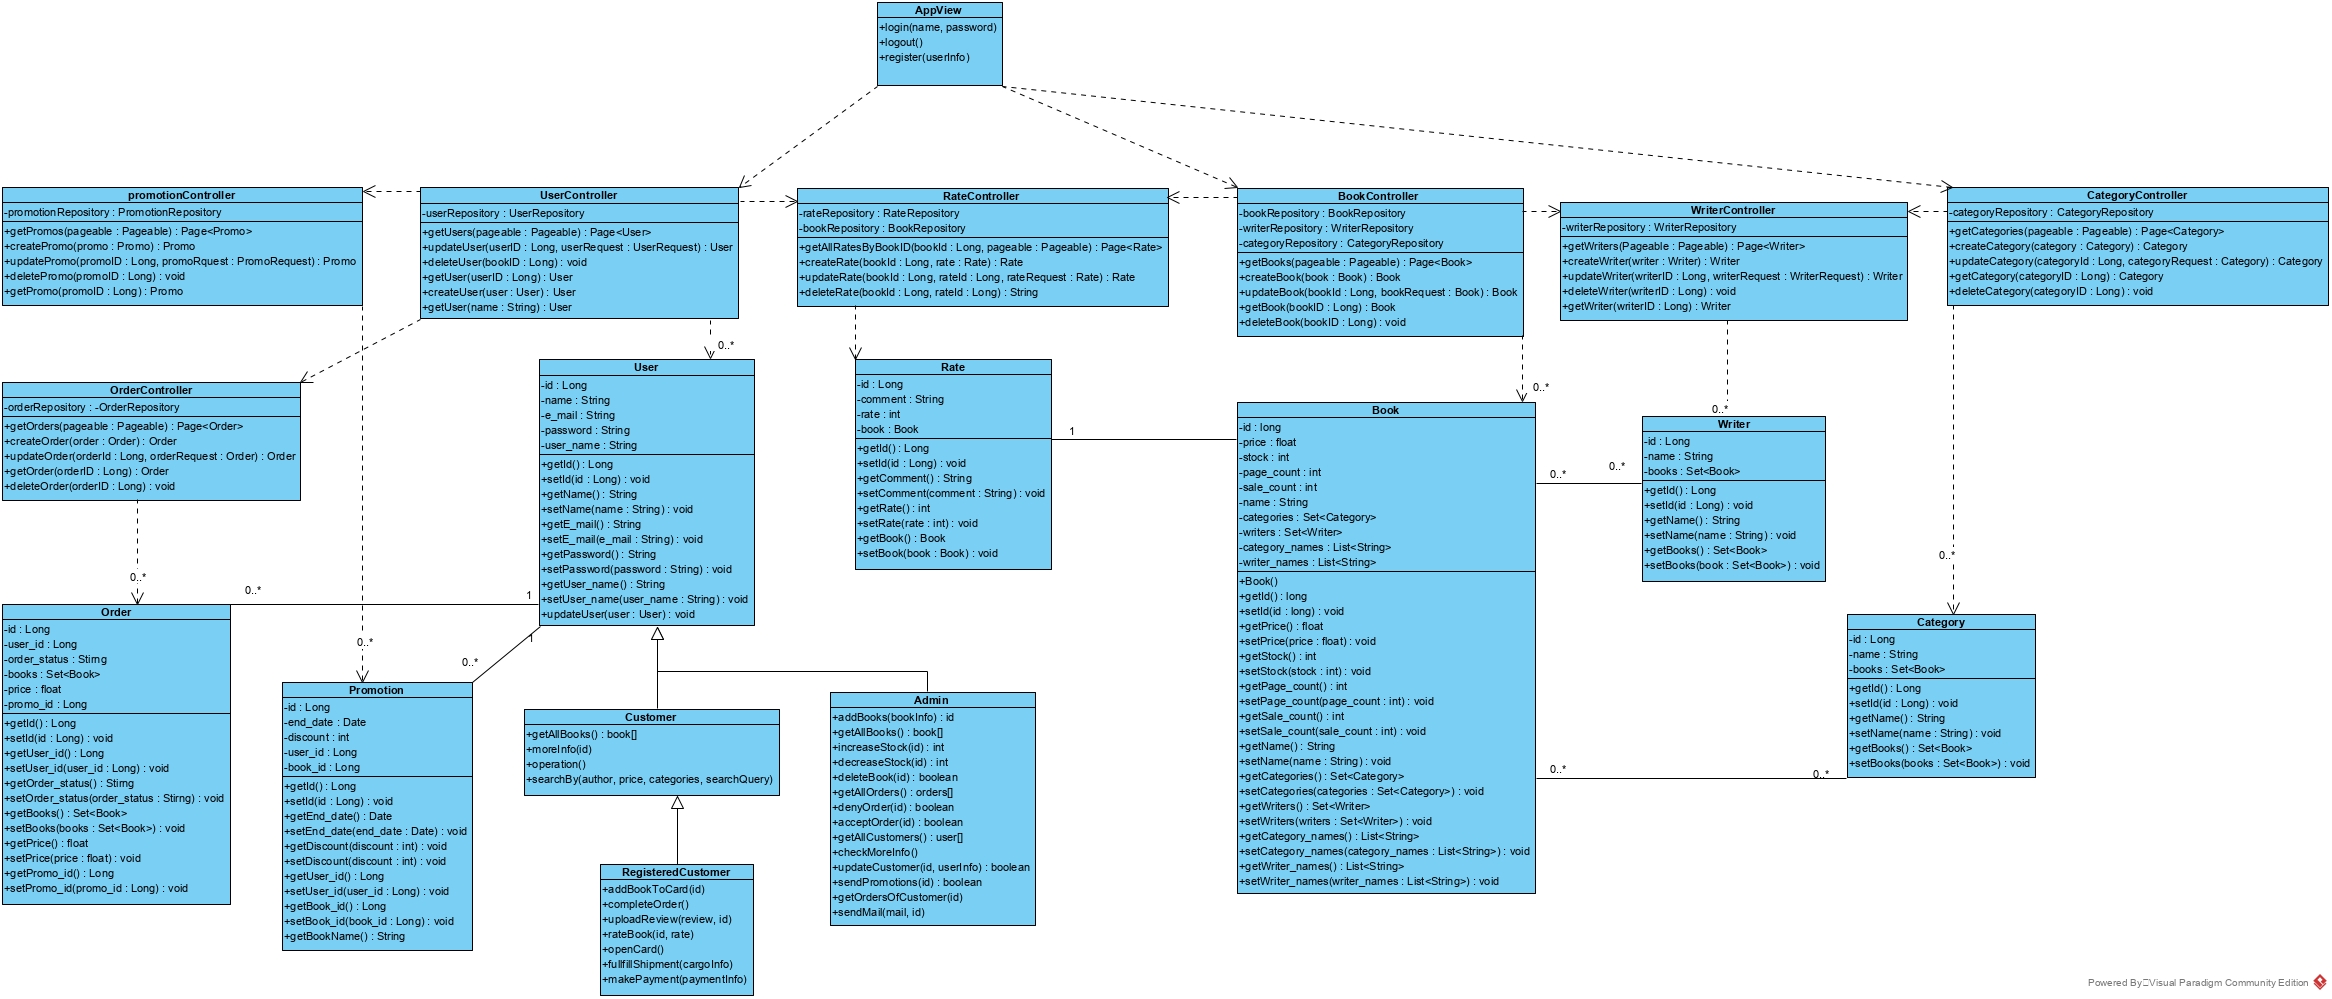 AppView
+login(name, password)
+logout()
+register(userInfo)
promotionController
-promotionRepository : PromotionRepository
+getPromos(pageable : Pageable) : Page<Promo>
+createPromo(promo : Promo) : Promo
+updatePromo(promoID : Long, promoRquest : PromoRequest) : Promo
+deletePromo(promoID : Long) : void
+getPromo(promoID : Long) : Promo
UserController
-userRepository : UserRepository
+getUsers(pageable : Pageable) : Page<User>
+updateUser(userID : Long, userRequest : UserRequest) : User
+deleteUser(bookID : Long) : void
+getUser(userID : Long) : User
+createUser(user : User) : User
+getUser(name : String) : User
RateController
-rateRepository : RateRepository
-bookRepository : BookRepository
+getAllRatesByBookID(bookId : Long, pageable : Pageable) : Page<Rate>
+createRate(bookId : Long, rate : Rate) : Rate
+updateRate(bookId : Long, rateId : Long, rateRequest : Rate) : Rate
+deleteRate(bookId : Long, rateId : Long) : String
BookController
-bookRepository : BookRepository
-writerRepository : WriterRepository
-categoryRepository : CategoryRepository
+getBooks(pageable : Pageable) : Page<Book>
+createBook(book : Book) : Book
+updateBook(bookId : Long, bookRequest : Book) : Book
+getBook(bookID : Long) : Book
+deleteBook(bookID : Long) : void
WriterController
-writerRepository : WriterRepository
+getWriters(Pageable : Pageable) : Page<Writer>
+createWriter(writer : Writer) : Writer
+updateWriter(writerID : Long, writerRequest : WriterRequest) : Writer
+deleteWriter(writerID : Long) : void
+getWriter(writerID : Long) : Writer
CategoryController
-categoryRepository : CategoryRepository
+getCategories(pageable : Pageable) : Page<Category>
+createCategory(category : Category) : Category
+updateCategory(categoryId : Long, categoryRequest : Category) : Category
+getCategory(categoryID : Long) : Category
+deleteCategory(categoryID : Long) : void
OrderController
-orderRepository : -OrderRepository
+getOrders(pageable : Pageable) : Page<Order>
+createOrder(order : Order) : Order
+updateOrder(orderId : Long, orderRequest : Order) : Order
+getOrder(orderID : Long) : Order
+deleteOrder(orderID : Long) : void
0..*
User
-id : Long
-name : String
-e_mail : String
-password : String
-user_name : String
+getId() : Long
+setId(id : Long) : void
+getName() : String
+setName(name : String) : void
+getE_mail() : String
+setE_mail(e_mail : String) : void
+getPassword() : String
+setPassword(password : String) : void
+getUser_name() : String
+setUser_name(user_name : String) : void
+updateUser(user : User) : void
Rate
-id : Long
-comment : String
-rate : int
-book : Book
+getId() : Long
+setId(id : Long) : void
+getComment() : String
+setComment(comment : String) : void
+getRate() : int
+setRate(rate : int) : void
+getBook() : Book
+setBook(book : Book) : void
1
0..*
Book
-id : long
-price : float
-stock : int
-page_count : int
-sale_count : int
-name : String
-categories : Set<Category>
-writers : Set<Writer>
-category_names : List<String>
-writer_names : List<String>
+Book()
+getId() : long
+setId(id : long) : void
+getPrice() : float
+setPrice(price : float) : void
+getStock() : int
+setStock(stock : int) : void
+getPage_count() : int
+setPage_count(page_count : int) : void
+getSale_count() : int
+setSale_count(sale_count : int) : void
+getName() : String
+setName(name : String) : void
+getCategories() : Set<Category>
+setCategories(categories : Set<Category>) : void
+getWriters() : Set<Writer>
+setWriters(writers : Set<Writer>) : void
+getCategory_names() : List<String>
+setCategory_names(category_names : List<String>) : void
+getWriter_names() : List<String>
+setWriter_names(writer_names : List<String>) : void
0..*
0..*
0..*
Writer
-id : Long
-name : String
-books : Set<Book>
+getId() : Long
+setId(id : Long) : void
+getName() : String
+setName(name : String) : void
+getBooks() : Set<Book>
+setBooks(book : Set<Book>) : void
0..*
Category
-id : Long
-name : String
-books : Set<Book>
+getId() : Long
+setId(id : Long) : void
+getName() : String
+setName(name : String) : void
+getBooks() : Set<Book>
+setBooks(books : Set<Book>) : void
0..*
0..*
0..*
0..*
1
Order
-id : Long
-user_id : Long
-order_status : Stirng
-books : Set<Book>
-price : float
-promo_id : Long
+getId() : Long
+setId(id : Long) : void
+getUser_id() : Long
+setUser_id(user_id : Long) : void
+getOrder_status() : Stirng
+setOrder_status(order_status : Stirng) : void
+getBooks() : Set<Book>
+setBooks(books : Set<Book>) : void
+getPrice() : float
+setPrice(price : float) : void
+getPromo_id() : Long
+setPromo_id(promo_id : Long) : void
0..*
0..*
1
Promotion
-id : Long
-end_date : Date
-discount : int
-user_id : Long
-book_id : Long
+getId() : Long
+setId(id : Long) : void
+getEnd_date() : Date
+setEnd_date(end_date : Date) : void
+getDiscount(discount : int) : void
+setDiscount(discount : int) : void
+getUser_id() : Long
+setUser_id(user_id : Long) : void
+getBook_id() : Long
+setBook_id(book_id : Long) : void
+getBookName() : String
Customer
+getAllBooks() : book[]
+moreInfo(id)
+operation()
+searchBy(author, price, categories, searchQuery)
Admin
+addBooks(bookInfo) : id
+getAllBooks() : book[]
+increaseStock(id) : int
+decreaseStock(id) : int
+deleteBook(id) : boolean
+getAllOrders() : orders[]
+denyOrder(id) : boolean
+acceptOrder(id) : boolean
+getAllCustomers() : user[]
+checkMoreInfo()
+updateCustomer(id, userInfo) : boolean
+sendPromotions(id) : boolean
+getOrdersOfCustomer(id)
+sendMail(mail, id)
RegisteredCustomer
+addBookToCard(id)
+completeOrder()
+uploadReview(review, id)
+rateBook(id, rate)
+openCard()
+fullfillShipment(cargoInfo)
+makePayment(paymentInfo)
Powered By Visual Paradigm Community Edition